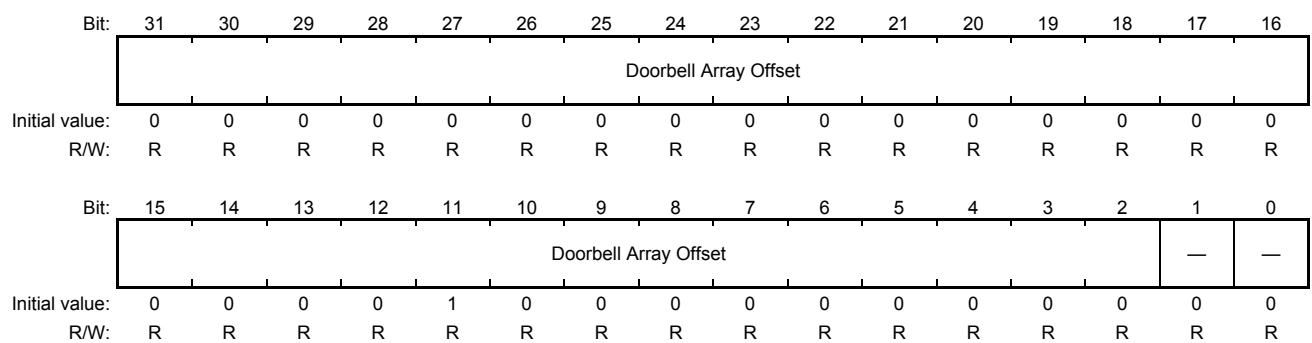 Bit: 31 30 29 28 27 26 25 24 23 22 21 20 19 18 17 16
Doorbell Array Offset
Initial value: 0 0 0 0 0 0 0 0 0 0 0 0 0 0 0 0
R/W: R R R R R R R R R R R R R R R R
Bit: 15 14 13 12 11 10 9 8 7 6 5 4 3 2 1 0
Doorbell Array Offset — —
Initial value: 0 0 0 0 1 0 0 0 0 0 0 0 0 0 0 0
R/W: R R R R R R R R R R R R R R R R